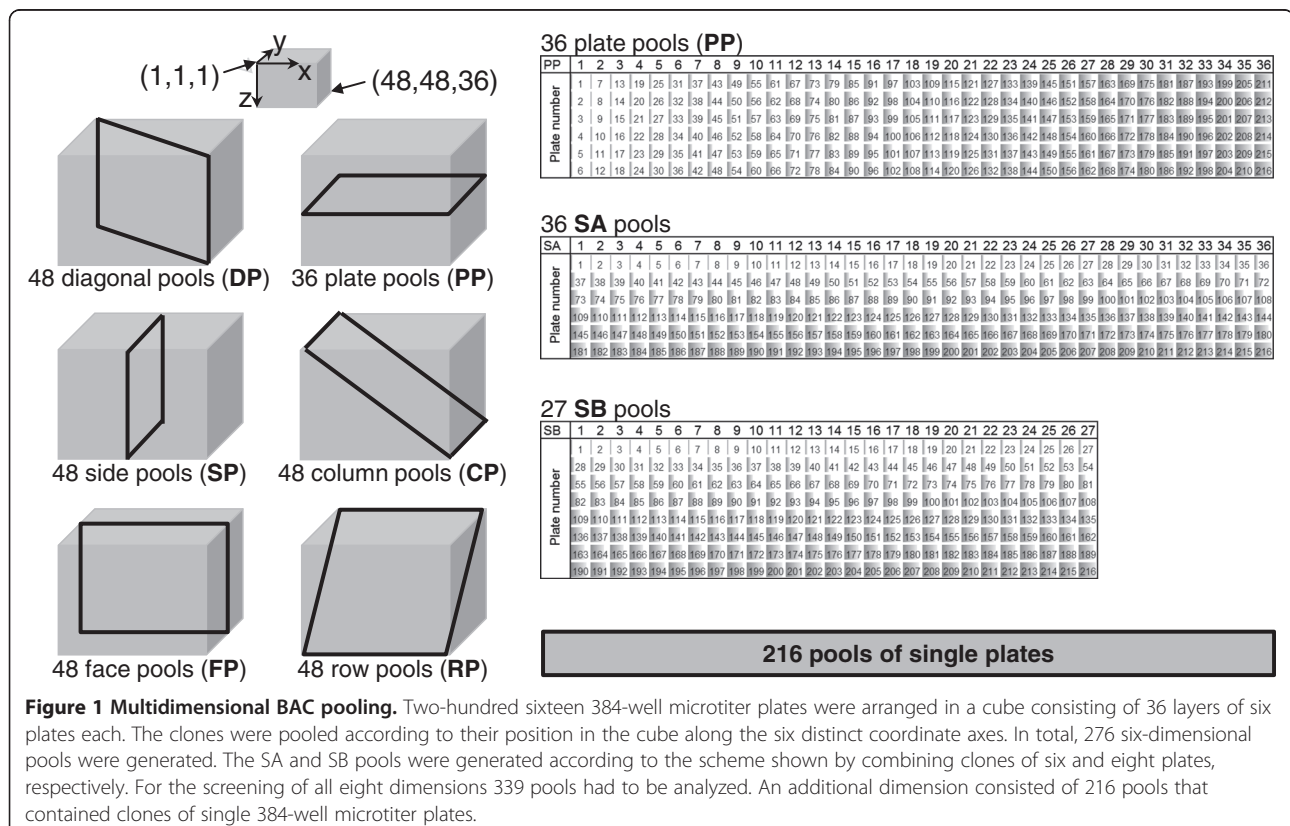 y
(1,1,1)
x
(48,48,36)
z
48 diagonal pools (DP)
36 plate pools (PP)
48 side pools (SP)
48 column pools (CP)
48 face pools (FP)
48 row pools (RP)
36 plate pools (PP)
PP 1 2 3 4 5 6 7 8 9 10 11 12 13 14 15 16 17 18 19 20 21 22 23 24 25 26 27 28 29 30 31 32 33 34 35 36
Plate number
1 7 13 19 25 31 37 43 49 55 61 67 73 79 85 91 97 103 109 115 121 127 133 139 145 151 157 163 169 175 181 187 193 199 205 211
2 8 14 20 26 32 38 44 50 56 62 68 74 80 86 92 98 104 110 116 122 128 134 140 146 152 158 164 170 176 182 188 194 200 206 212
3 9 15 21 27 33 39 45 51 57 63 69 75 81 87 93 99 105 111 117 123 129 135 141 147 153 159 165 171 177 183 189 195 201 207 213
4 10 16 22 28 34 40 46 52 58 64 70 76 82 88 94 100 106 112 118 124 130 136 142 148 154 160 166 172 178 184 190 196 202 208 214
5 11 17 23 29 35 41 47 53 59 65 71 77 83 89 95 101 107 113 119 125 131 137 143 149 155 161 167 173 179 185 191 197 203 209 215
6 12 18 24 30 36 42 48 54 60 66 72 78 84 90 96 102 108 114 120 126 132 138 144 150 156 162 168 174 180 186 192 198 204 210 216
36 SA pools
SA 1 2 3 4 5 6 7 8 9 10 11 12 13 14 15 16 17 18 19 20 21 22 23 24 25 26 27 28 29 30 31 32 33 34 35 36
Plate number
1 2 3 4 5 6 7 8 9 10 11 12 13 14 15 16 17 18 19 20 21 22 23 24 25 26 27 28 29 30 31 32 33 34 35 36
37 38 39 40 41 42 43 44 45 46 47 48 49 50 51 52 53 54 55 56 57 58 59 60 61 62 63 64 65 66 67 68 69 70 71 72
73 74 75 76 77 78 79 80 81 82 83 84 85 86 87 88 89 90 91 92 93 94 95 96 97 98 99 100 101 102 103 104 105 106 107 108
109 110 111 112 113 114 115 116 117 118 119 120 121 122 123 124 125 126 127 128 129 130 131 132 133 134 135 136 137 138 139 140 141 142 143 144
145 146 147 148 149 150 151 152 153 154 155 156 157 158 159 160 161 162 163 164 165 166 167 168 169 170 171 172 173 174 175 176 177 178 179 180
181 182 183 184 185 186 187 188 189 190 191 192 193 194 195 196 197 198 199 200 201 202 203 204 205 206 207 208 209 210 211 212 213 214 215 216
27 SB pools
SB 1 2 3 4 5 6 7 8 9 10 11 12 13 14 15 16 17 18 19 20 21 22 23 24 25 26 27
Plate number
1 2 3 4 5 6 7 8 9 10 11 12 13 14 15 16 17 18 19 20 21 22 23 24 25 26 27
28 29 30 31 32 33 34 35 36 37 38 39 40 41 42 43 44 45 46 47 48 49 50 51 52 53 54
55 56 57 58 59 60 61 62 63 64 65 66 67 68 69 70 71 72 73 74 75 76 77 78 79 80 81
82 83 84 85 86 87 88 89 90 91 92 93 94 95 96 97 98 99 100 101 102 103 104 105 106 107 108
109 110 111 112 113 114 115 116 117 118 119 120 121 122 123 124 125 126 127 128 129 130 131 132 133 134 135
136 137 138 139 140 141 142 143 144 145 146 147 148 149 150 151 152 153 154 155 156 157 158 159 160 161 162
163 164 165 166 167 168 169 170 171 172 173 174 175 176 177 178 179 180 181 182 183 184 185 186 187 188 189
190 191 192 193 194 195 196 197 198 199 200 201 202 203 204 205 206 207 208 209 210 211 212 213 214 215 216
216 pools of single plates
Figure 1 Multidimensional BAC pooling. Two-hundred sixteen 384-well microtiter plates were arranged in a cube consisting of 36 layers of six
plates each. The clones were pooled according to their position in the cube along the six distinct coordinate axes. In total, 276 six-dimensional
pools were generated. The SA and SB pools were generated according to the scheme shown by combining clones of six and eight plates,
respectively. For the screening of all eight dimensions 339 pools had to be analyzed. An additional dimension consisted of 216 pools that
contained clones of single 384-well microtiter plates.